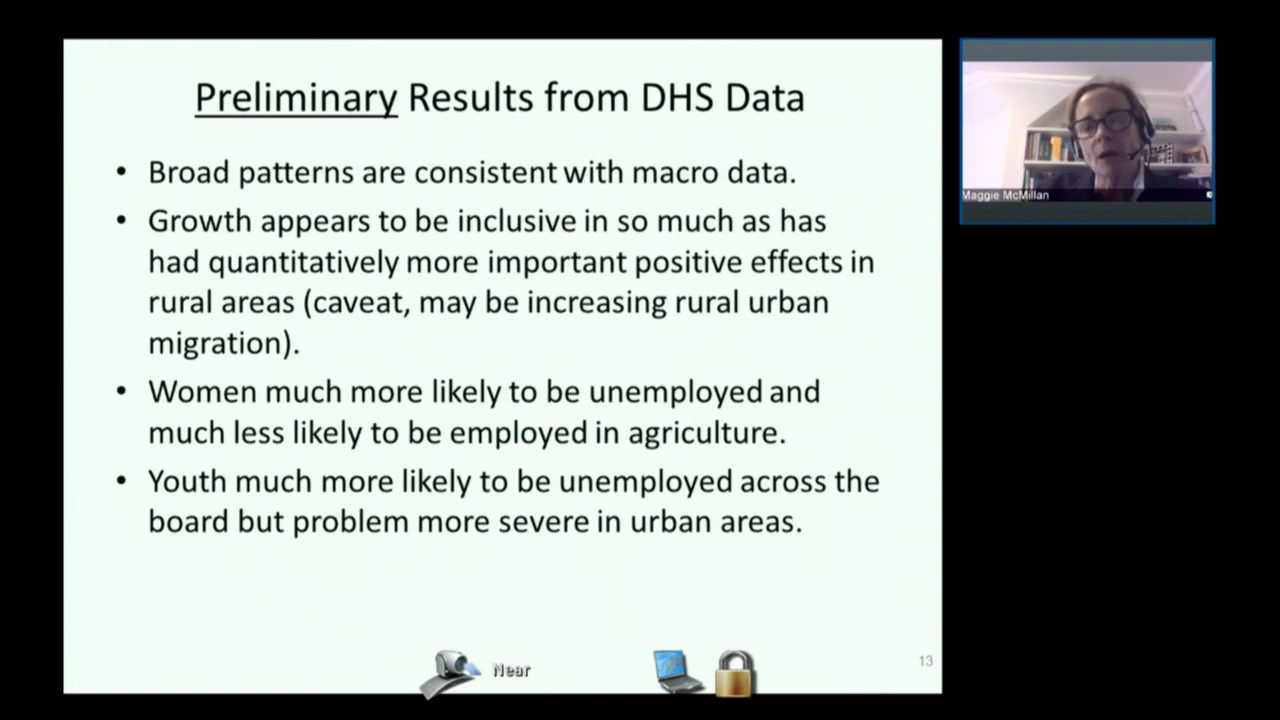 Preliminary Results from DHS Data
• Broad patterns are consistent with macro data.
• Growth appears to be inclusive in so much as has
had quantitatively more important positive effects in
rural areas (caveat, may be increasing rural urban
migration).
• Women much more likely to be unemployed and
much less likely to be employed in agriculture.
• Youth much more likely to be unemployed across the
board but problem more severe in urban areas.
Near
13
Maggie McMillan